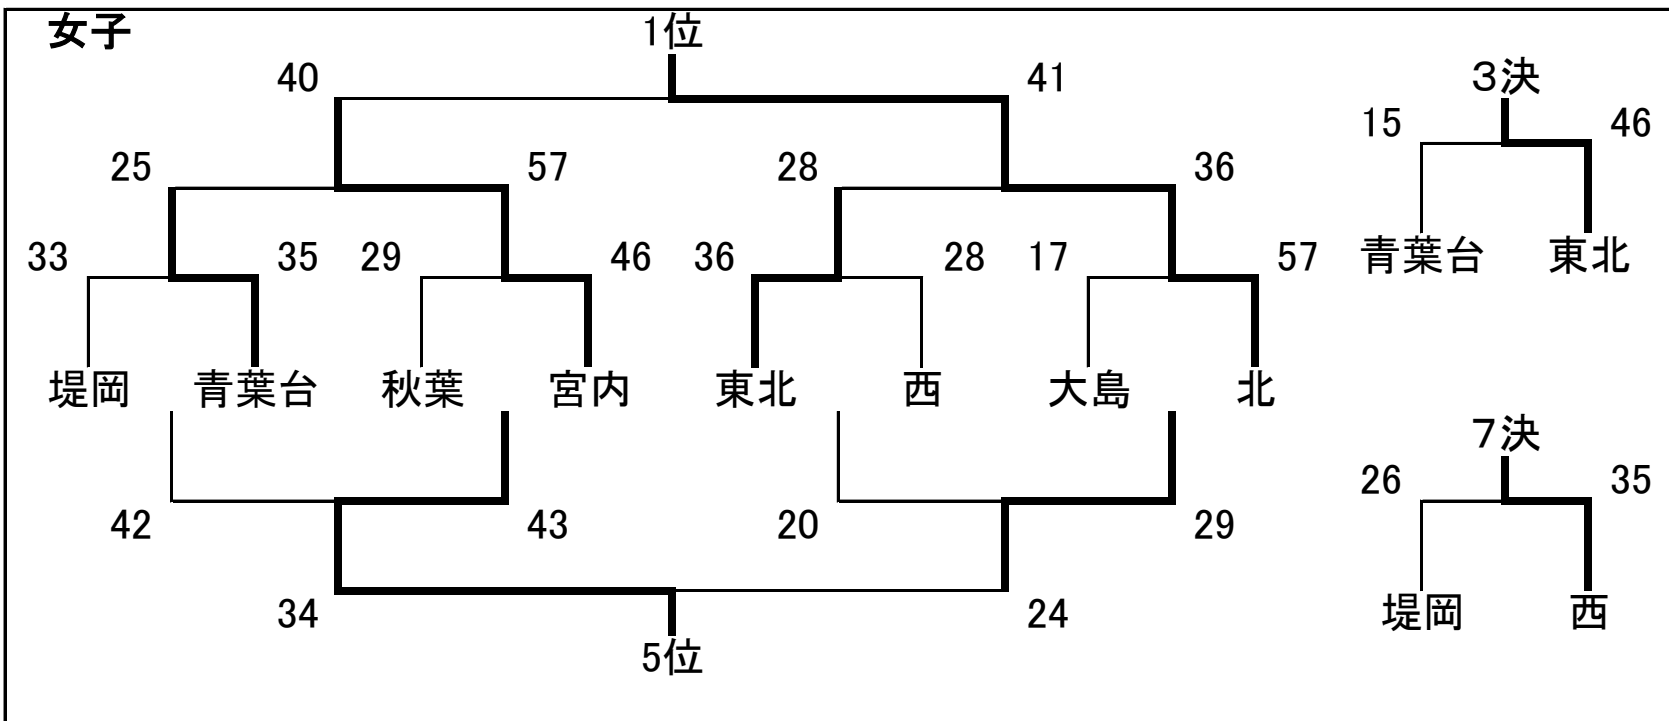 女子
1位
40 41 3決
15 46
25 57 28 36
33 35 29 46 36 28 17 57 青葉台 東北
堤岡 青葉台 秋葉 宮内 東北 西 大島 北
7決
26 35
42 43 20 29
34 24 堤岡 西
5位